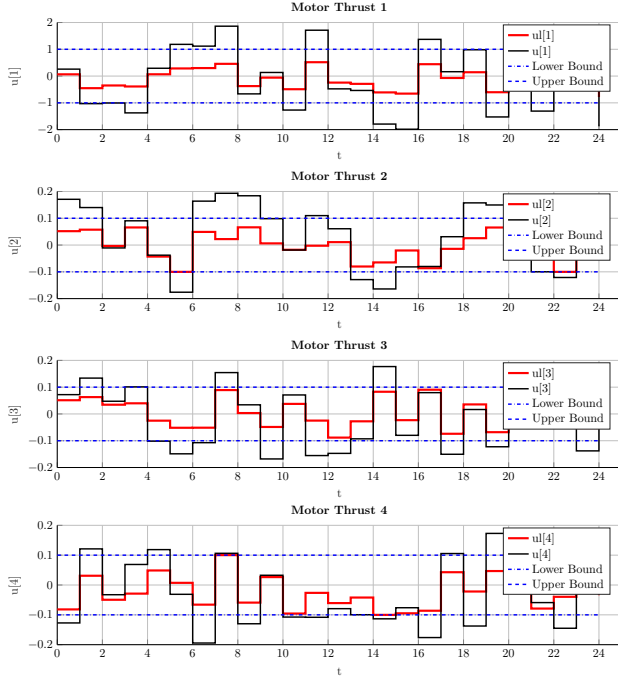 Motor Thrust 1
2
1
0
−1
−2
u[1]
0 2 4 6 8 10 12 14 16 18 20 22 24
t
ul[1]
u[1]
Lower Bound
Upper Bound
Motor Thrust 2
0.2
0.1
0
−0.1
−0.2
u[2]
0 2 4 6 8 10 12 14 16 18 20 22 24
t
ul[2]
u[2]
Lower Bound
Upper Bound
Motor Thrust 3
0.2
0.1
0
−0.1
−0.2
u[3]
0 2 4 6 8 10 12 14 16 18 20 22 24
t
ul[3]
u[3]
Lower Bound
Upper Bound
Motor Thrust 4
0.2
0.1
0
−0.1
−0.2
u[4]
0 2 4 6 8 10 12 14 16 18 20 22 24
t
ul[4]
u[4]
Lower Bound
Upper Bound